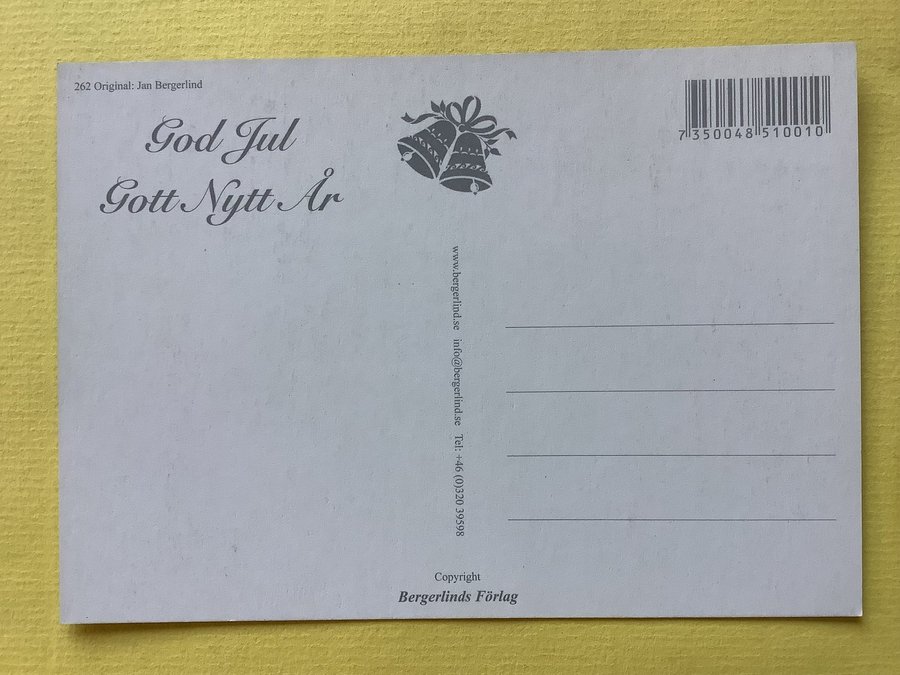 262 Original: Jan Bergerlind
God Jul
Gott Nytt År
7 350048 510010
www.bergerlind.se info@bergerlind.se Tel: +46 (0)320 39598
Copyright
Bergerlinds Förlag